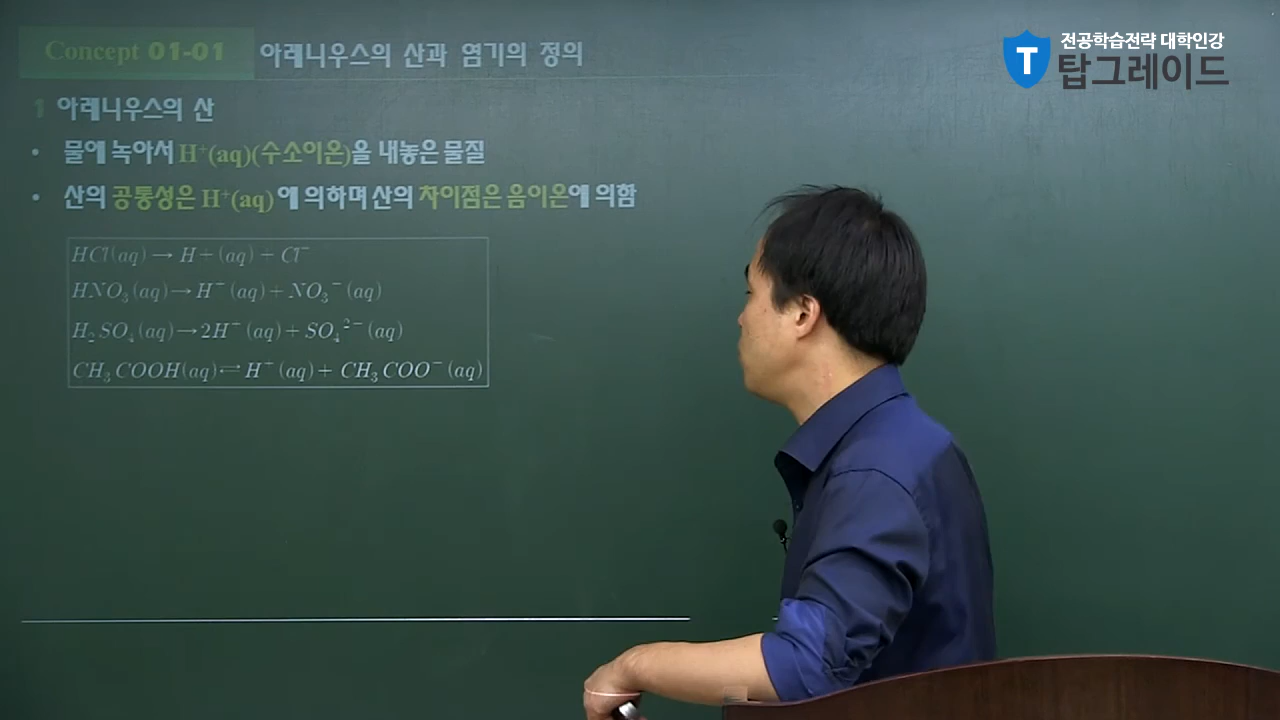 Concept 01-01 아레니우스의 산과 염기의 정의
전공학습전략 대학인강
탑그레이드
1 아레니우스의 산
• 물에 녹아서 H⁺(aq)(수소이온)을 내놓은 물질
• 산의 공통성은 H⁺(aq)에 의하며 산의 차이점은 음이온에 의함
HCl(aq) → H+(aq) + Cl⁻
HNO₃(aq) → H⁺(aq) + NO₃⁻(aq)
H₂SO₄(aq) → 2H⁺(aq) + SO₄²⁻(aq)
CH₃COOH(aq) ⇌ H⁺(aq) + CH₃COO⁻(aq)